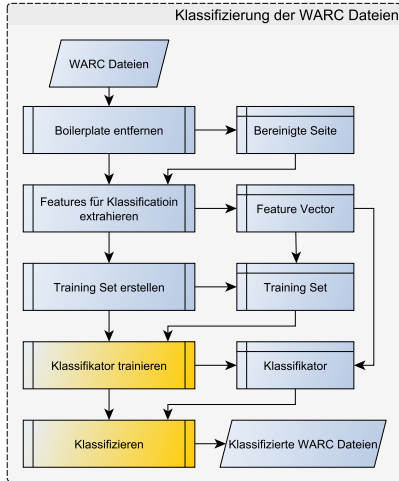 Klassifizierung der WARC Dateien
WARC Dateien
Boilerplate entfernen
Bereinigte Seite
Features für Klassificatioin
extrahieren
Feature Vector
Training Set erstellen
Training Set
Klassifikator trainieren
Klassifikator
Klassifizieren
Klassifizierte WARC Dateien